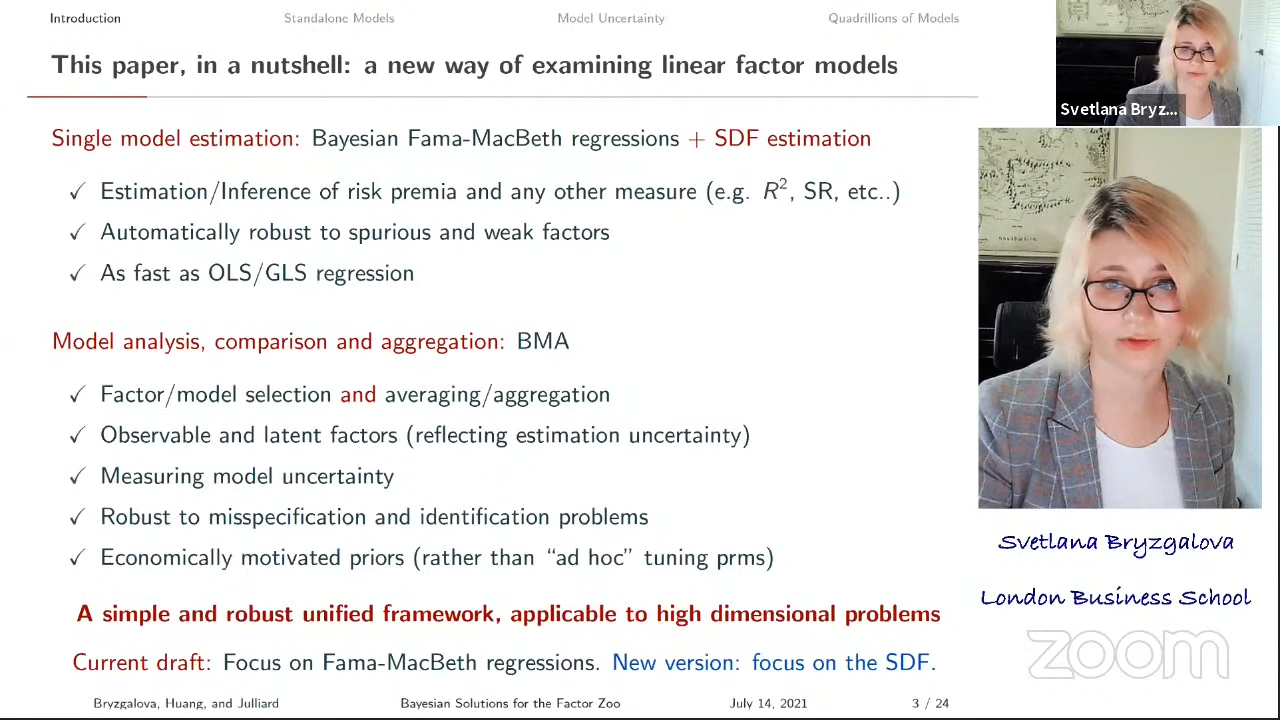 Introduction
Standalone Models
Model Uncertainty
Quadrillions of Models
This paper, in a nutshell: a new way of examining linear factor models
Single model estimation: Bayesian Fama-MacBeth regressions + SDF estimation
✓ Estimation/Inference of risk premia and any other measure (e.g. R², SR, etc..)
✓ Automatically robust to spurious and weak factors
✓ As fast as OLS/GLS regression
Model analysis, comparison and aggregation: BMA
✓ Factor/model selection and averaging/aggregation
✓ Observable and latent factors (reflecting estimation uncertainty)
✓ Measuring model uncertainty
✓ Robust to misspecification and identification problems
✓ Economically motivated priors (rather than “ad hoc” tuning prms)
A simple and robust unified framework, applicable to high dimensional problems
Current draft: Focus on Fama-MacBeth regressions. New version: focus on the SDF.
Bryzgalova, Huang, and Julliard
Bayesian Solutions for the Factor Zoo
July 14, 2021
3 / 24
Svetlana Bryz...
Svetlana Bryzgalova
London Business School
zoom